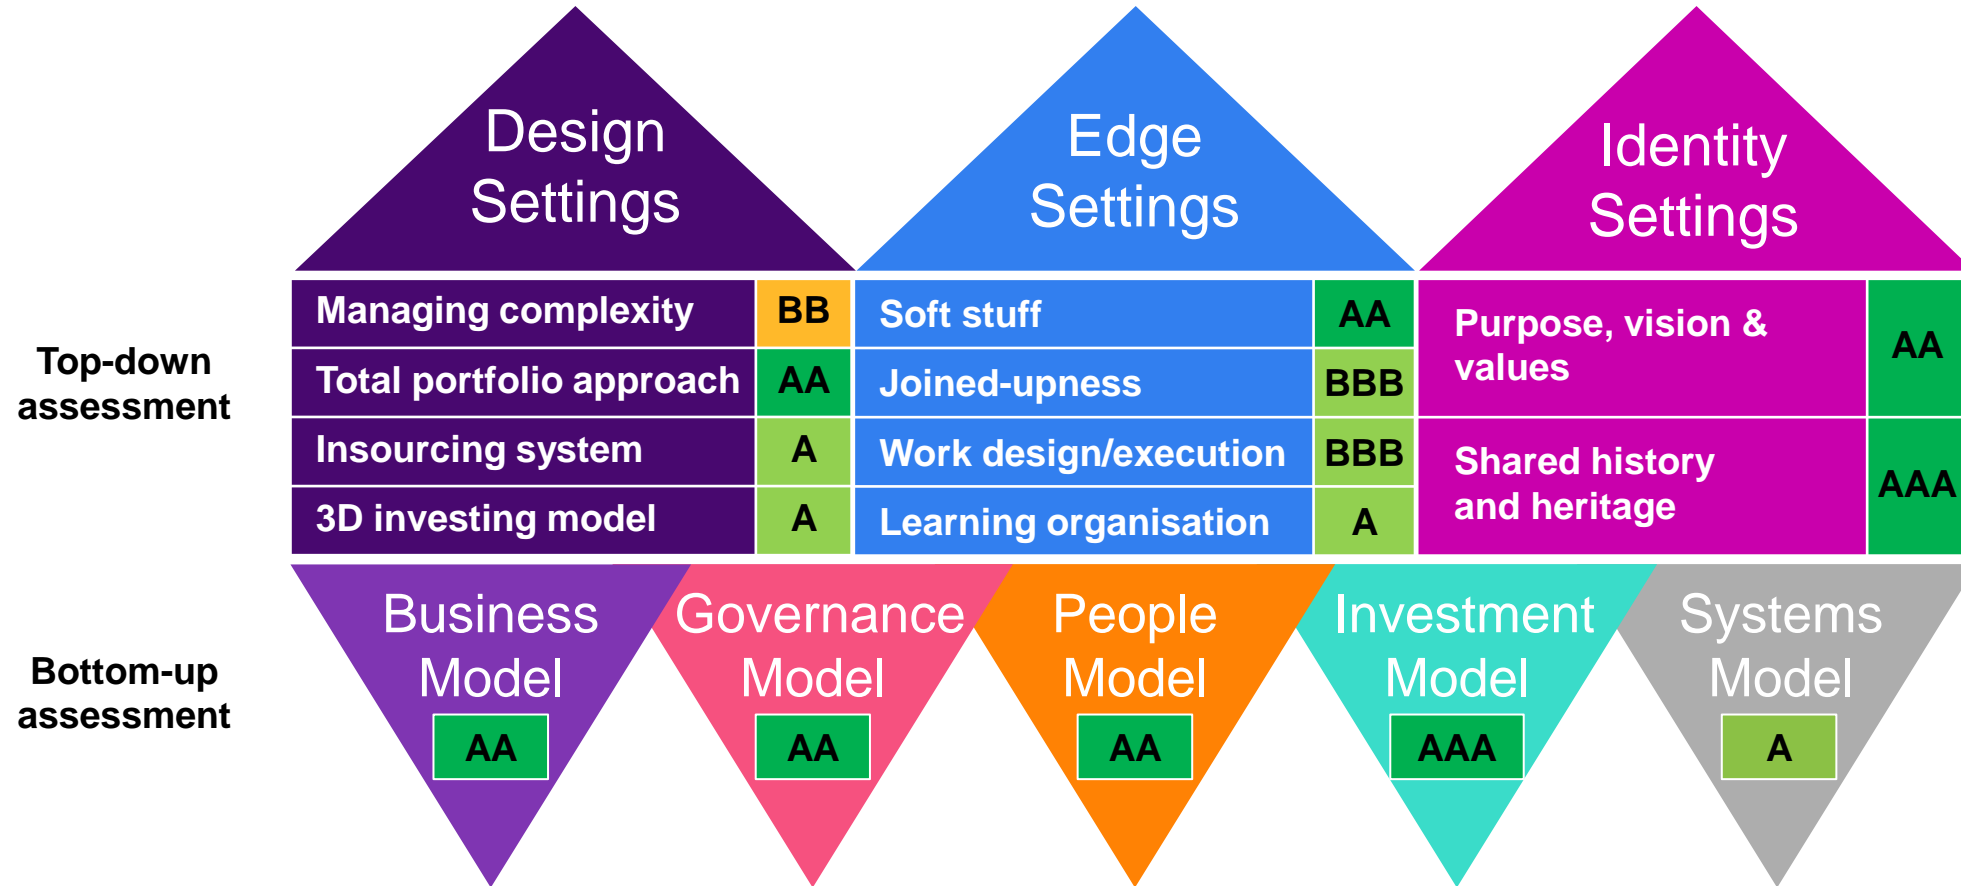 Design
Settings
Edge
Settings
Identity
Settings
Top-down
assessment
Managing complexity
BB
Total portfolio approach
AA
Insourcing system
A
3D investing model
A
Soft stuff
AA
Joined-upness
BBB
Work design/execution
BBB
Learning organisation
A
Purpose, vision &
values
AA
Shared history
and heritage
AAA
Bottom-up
assessment
Business
Model
AA
Governance
Model
AA
People
Model
AA
Investment
Model
AAA
Systems
Model
A